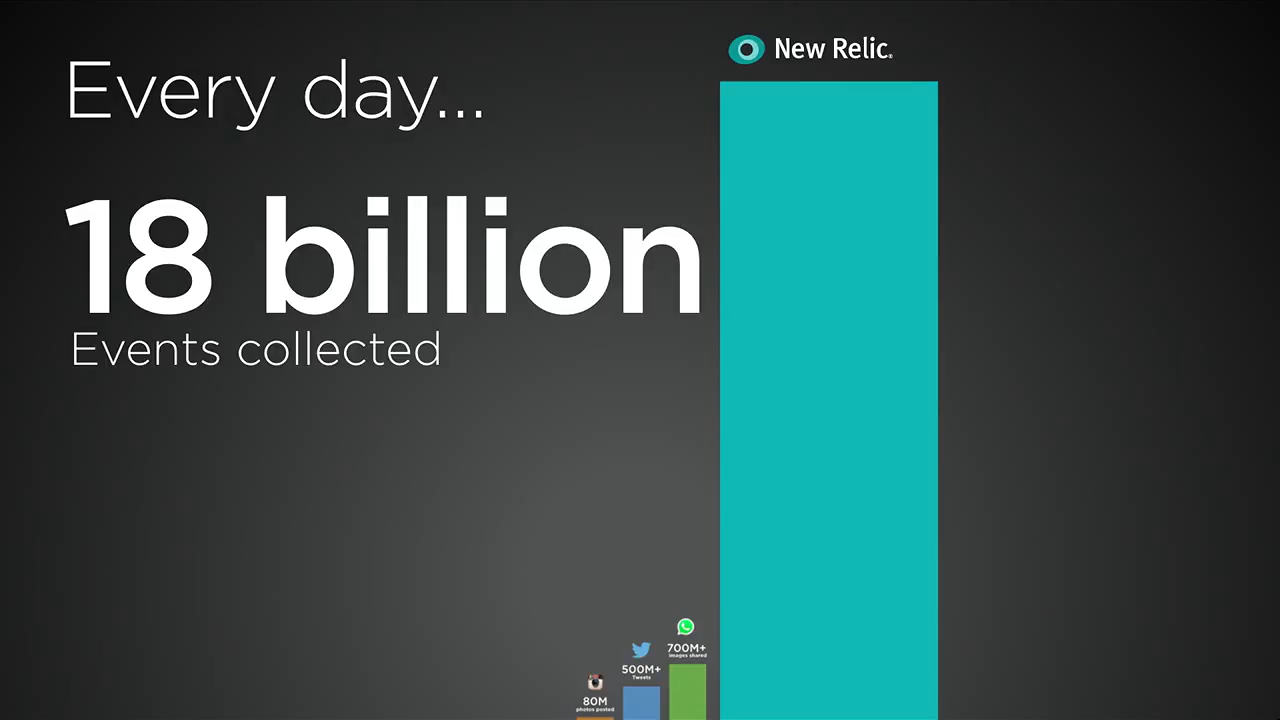 Every day...
18 billion
Events collected
New Relic.
700M+
images shared
500M+
Tweets
80M
photos posted